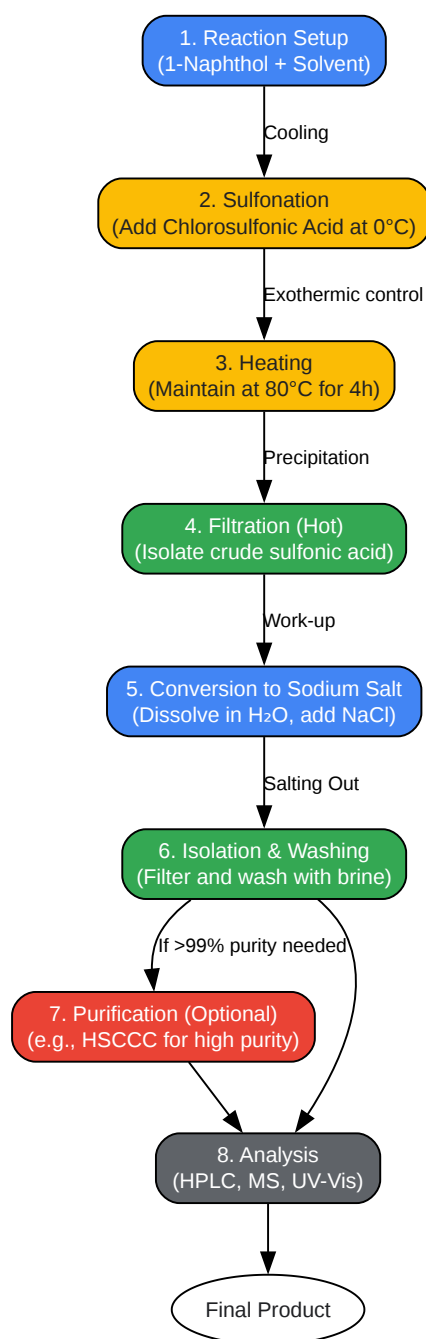 1. Reaction Setup
(1-Naphthol + Solvent)
Cooling
2. Sulfonation
(Add Chlorosulfonic Acid at 0°C)
Exothermic control
3. Heating
(Maintain at 80°C for 4h)
Precipitation
4. Filtration (Hot)
(Isolate crude sulfonic acid)
Work-up
5. Conversion to Sodium Salt
(Dissolve in H₂O, add NaCl)
Salting Out
6. Isolation & Washing
(Filter and wash with brine)
If >99% purity needed
7. Purification (Optional)
(e.g., HSCCC for high purity)
8. Analysis
(HPLC, MS, UV-Vis)
Final Product